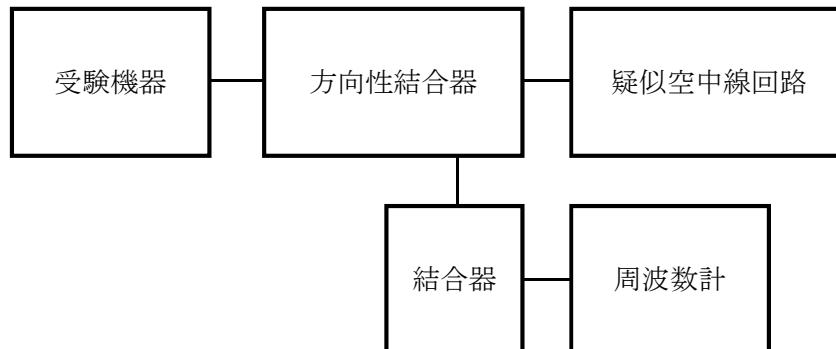 受験機器
方向性結合器
疑似空中線回路
結合器
周波数計